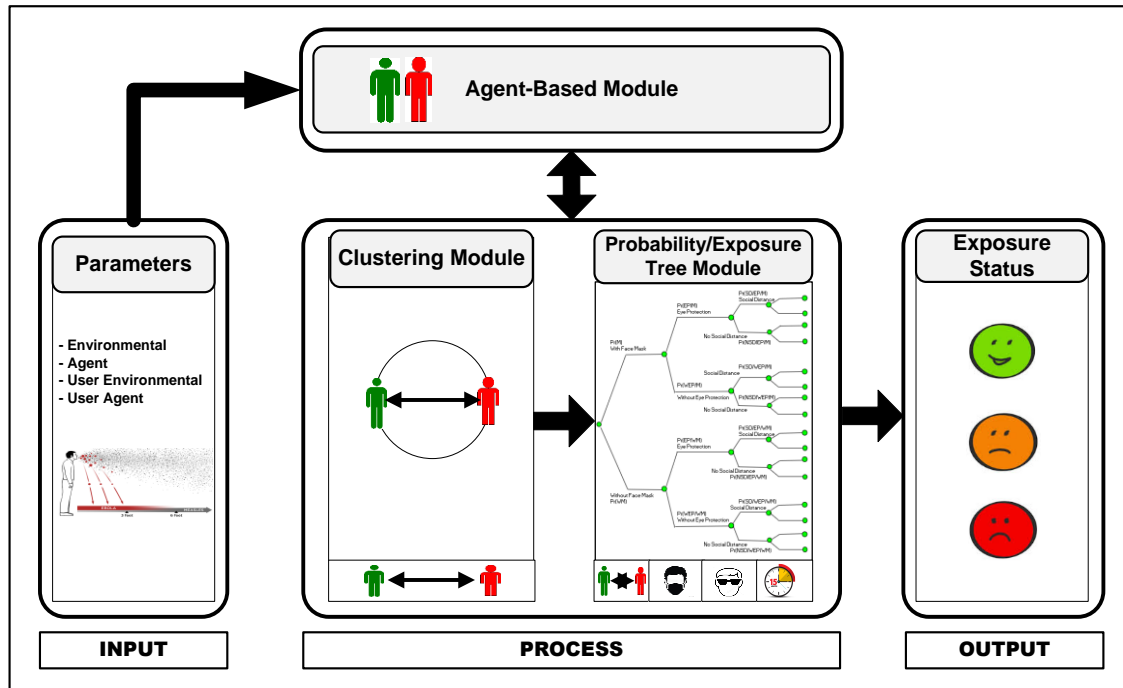 Agent-Based Module
Parameters
- Environmental
- Agent
- User Environmental
- User Agent
Clustering Module
Probability/Exposure
Tree Module
Pr(M)
With Face Mask
Pr(EP|M)
Eye Protection
Pr(SD/EP/M)
Social Distance
No Social Distance
Pr(NSD/EP/M)
Pr(WEP/M)
Without Eye Protection
Social Distance
Pr(SD/WEP/M)
Pr(NSD/WEP/M)
No Social Distance
Without Face Mask
Pr(WM)
Pr(EP/WM)
Eye Protection
Pr(SD/EP/WM)
Social Distance
No Social Distance
Pr(NSD/EP/WM)
Pr(WEP/WM)
Without Eye Protection
Pr(SD/WEP/WM)
Social Distance
No Social Distance
Pr(NSD/WEP/WM)
15
Exposure
Status
INPUT
PROCESS
OUTPUT